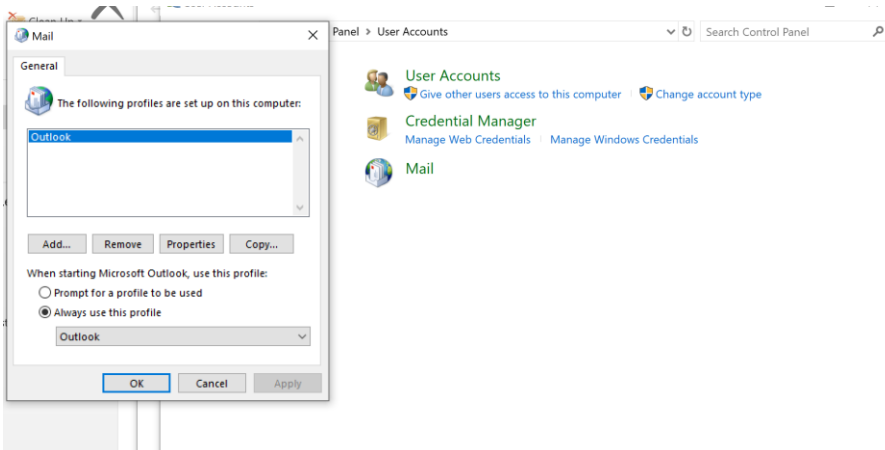 Mail
General
The following profiles are set up on this computer:
Outlook
Add...
Remove
Properties
Copy...
When starting Microsoft Outlook, use this profile:
Prompt for a profile to be used
Always use this profile
Outlook
OK
Cancel
Apply
Panel > User Accounts
Search Control Panel
User Accounts
Give other users access to this computer
Change account type
Credential Manager
Manage Web Credentials
Manage Windows Credentials
Mail